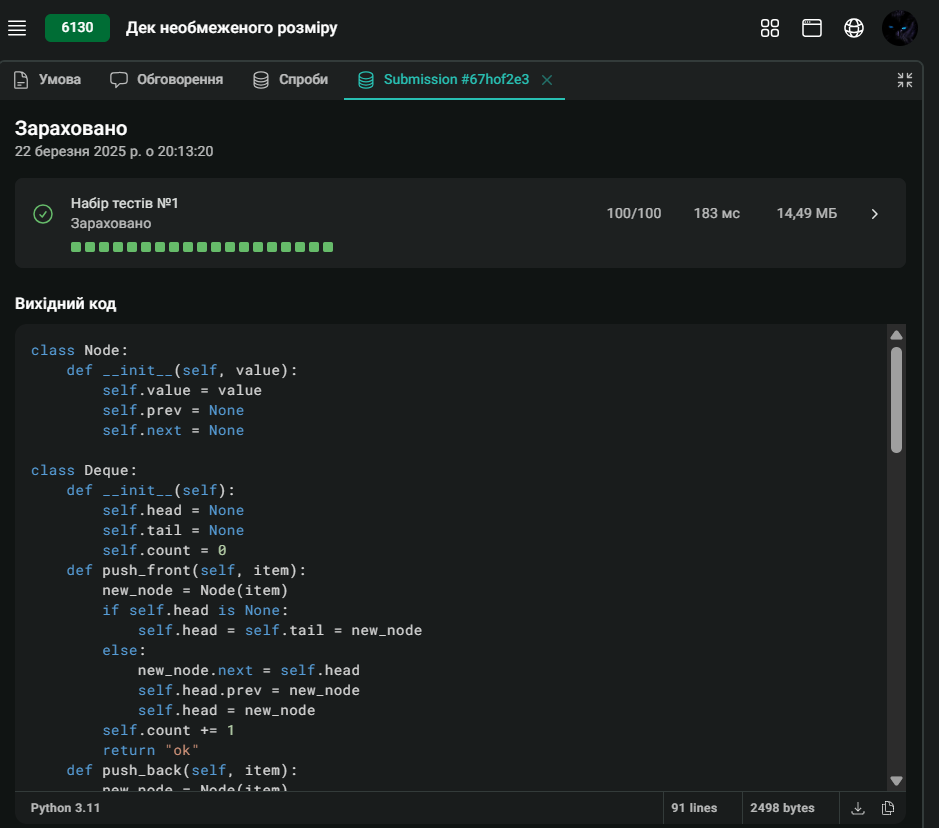 6130 Дек необмеженого розміру
Умова Обговорення Спроби Submission #67hof2e3
Зараховано
22 березня 2025 р. о 20:13:20
Набір тестів №1
Зараховано
100/100 183 мс 14,49 МБ
Вихідний код
class Node:
    def __init__(self, value):
        self.value = value
        self.prev = None
        self.next = None

class Deque:
    def __init__(self):
        self.head = None
        self.tail = None
        self.count = 0
    def push_front(self, item):
        new_node = Node(item)
        if self.head is None:
            self.head = self.tail = new_node
        else:
            new_node.next = self.head
            self.head.prev = new_node
            self.head = new_node
        self.count += 1
        return "ok"
    def push_back(self, item):
        new_node = Node(item)
Python 3.11 91 lines 2498 bytes